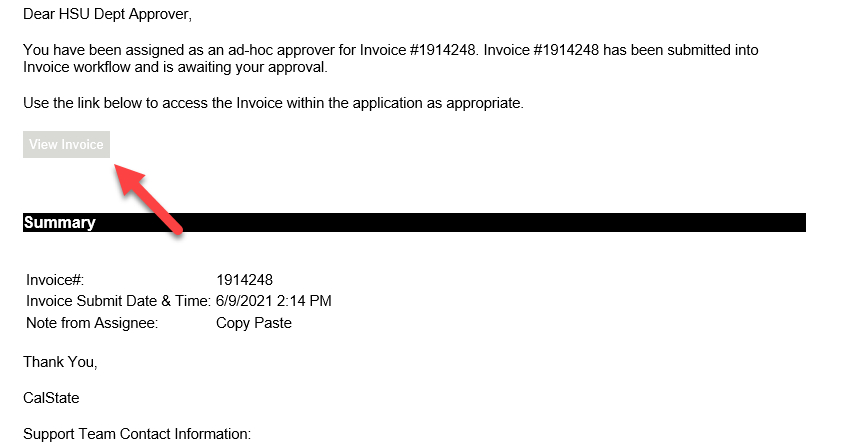 Dear HSU Dept Approver,
You have been assigned as an ad-hoc approver for Invoice #1914248. Invoice #1914248 has been submitted into
Invoice workflow and is awaiting your approval.
Use the link below to access the Invoice within the application as appropriate.
View Invoice
Summary
Invoice#: 1914248
Invoice Submit Date & Time: 6/9/2021 2:14 PM
Note from Assignee: Copy Paste
Thank You,
CalState
Support Team Contact Information: